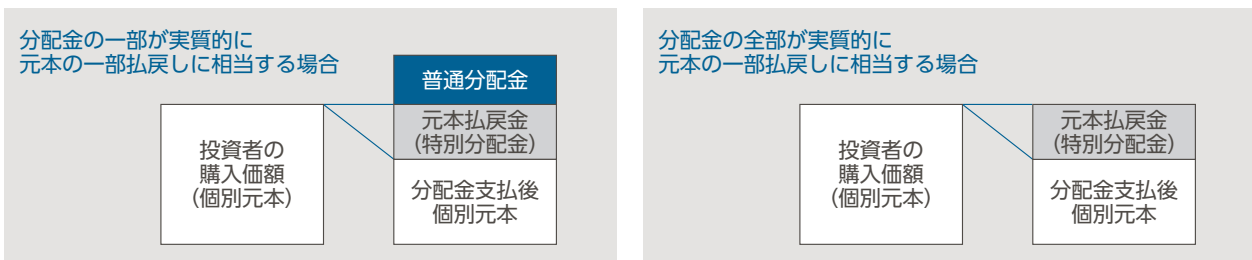 分配金の一部が実質的に
元本の一部払戻しに相当する場合
普通分配金
元本払戻金
(特別分配金)
投資者の
購入価額
(個別元本)
分配金支払後
個別元本
分配金の全部が実質的に
元本の一部払戻しに相当する場合
元本払戻金
(特別分配金)
投資者の
購入価額
(個別元本)
分配金支払後
個別元本